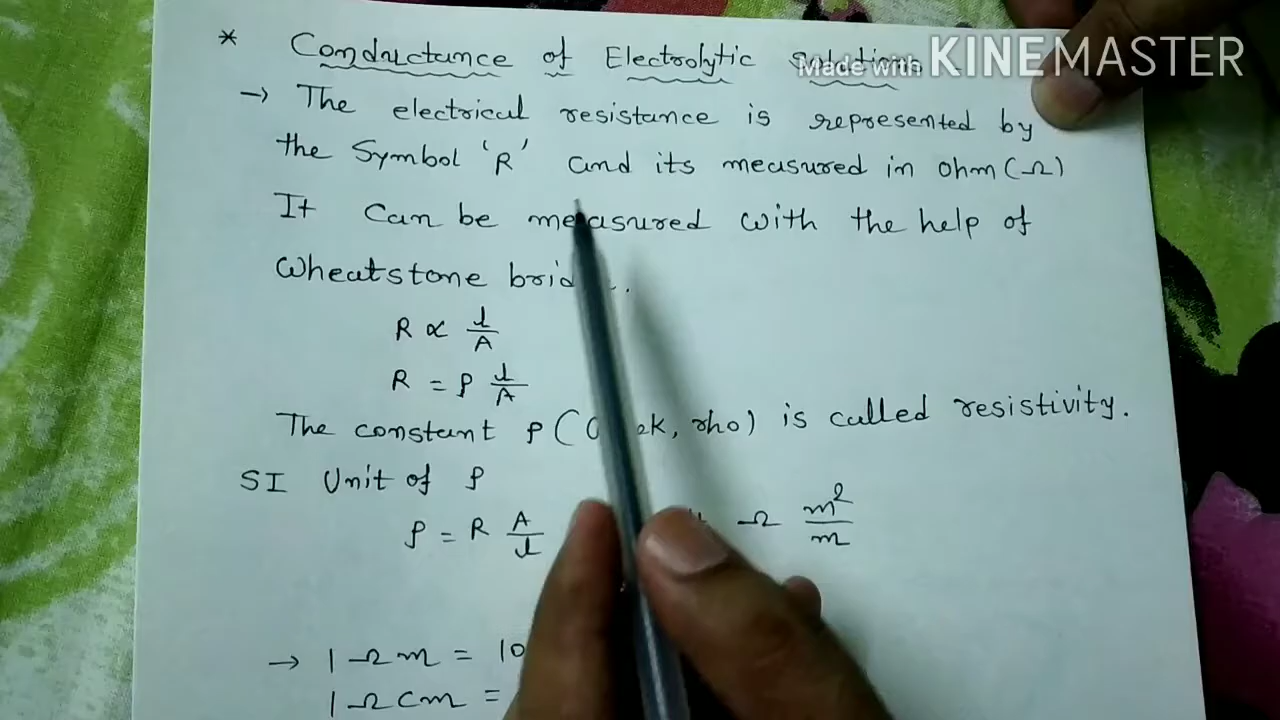 * Conductance of Electrolytic Solutions.
Made with KINEMASTER
→ The electrical resistance is represented by
the Symbol 'R' and its measured in ohm (Ω)
It can be measured with the help of
wheatstone
R ∝ l/A
R = ρ l/A
The constant ρ ( rho) is called resistivity.
SI Unit of ρ
ρ = R A/l Ω m²/m
→ 1 Ω m = 10
1 Ω cm =